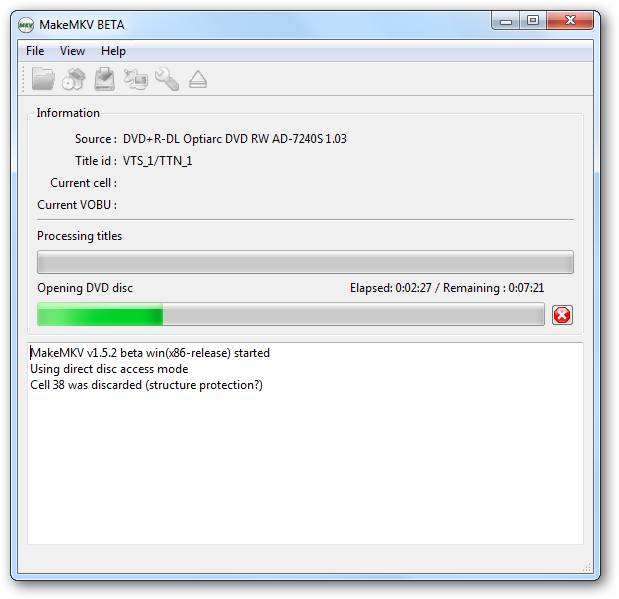 MKV MakeMKV BETA
File View Help
Information
Source : DVD+R-DL Optiarc DVD RW AD-7240S 1.03
Title id : VTS_1/TTN_1
Current cell :
Current VOBU :
Processing titles
Opening DVD disc Elapsed: 0:02:27 / Remaining : 0:07:21
MakeMKV v1.5.2 beta win(x86-release) started
Using direct disc access mode
Cell 38 was discarded (structure protection?)